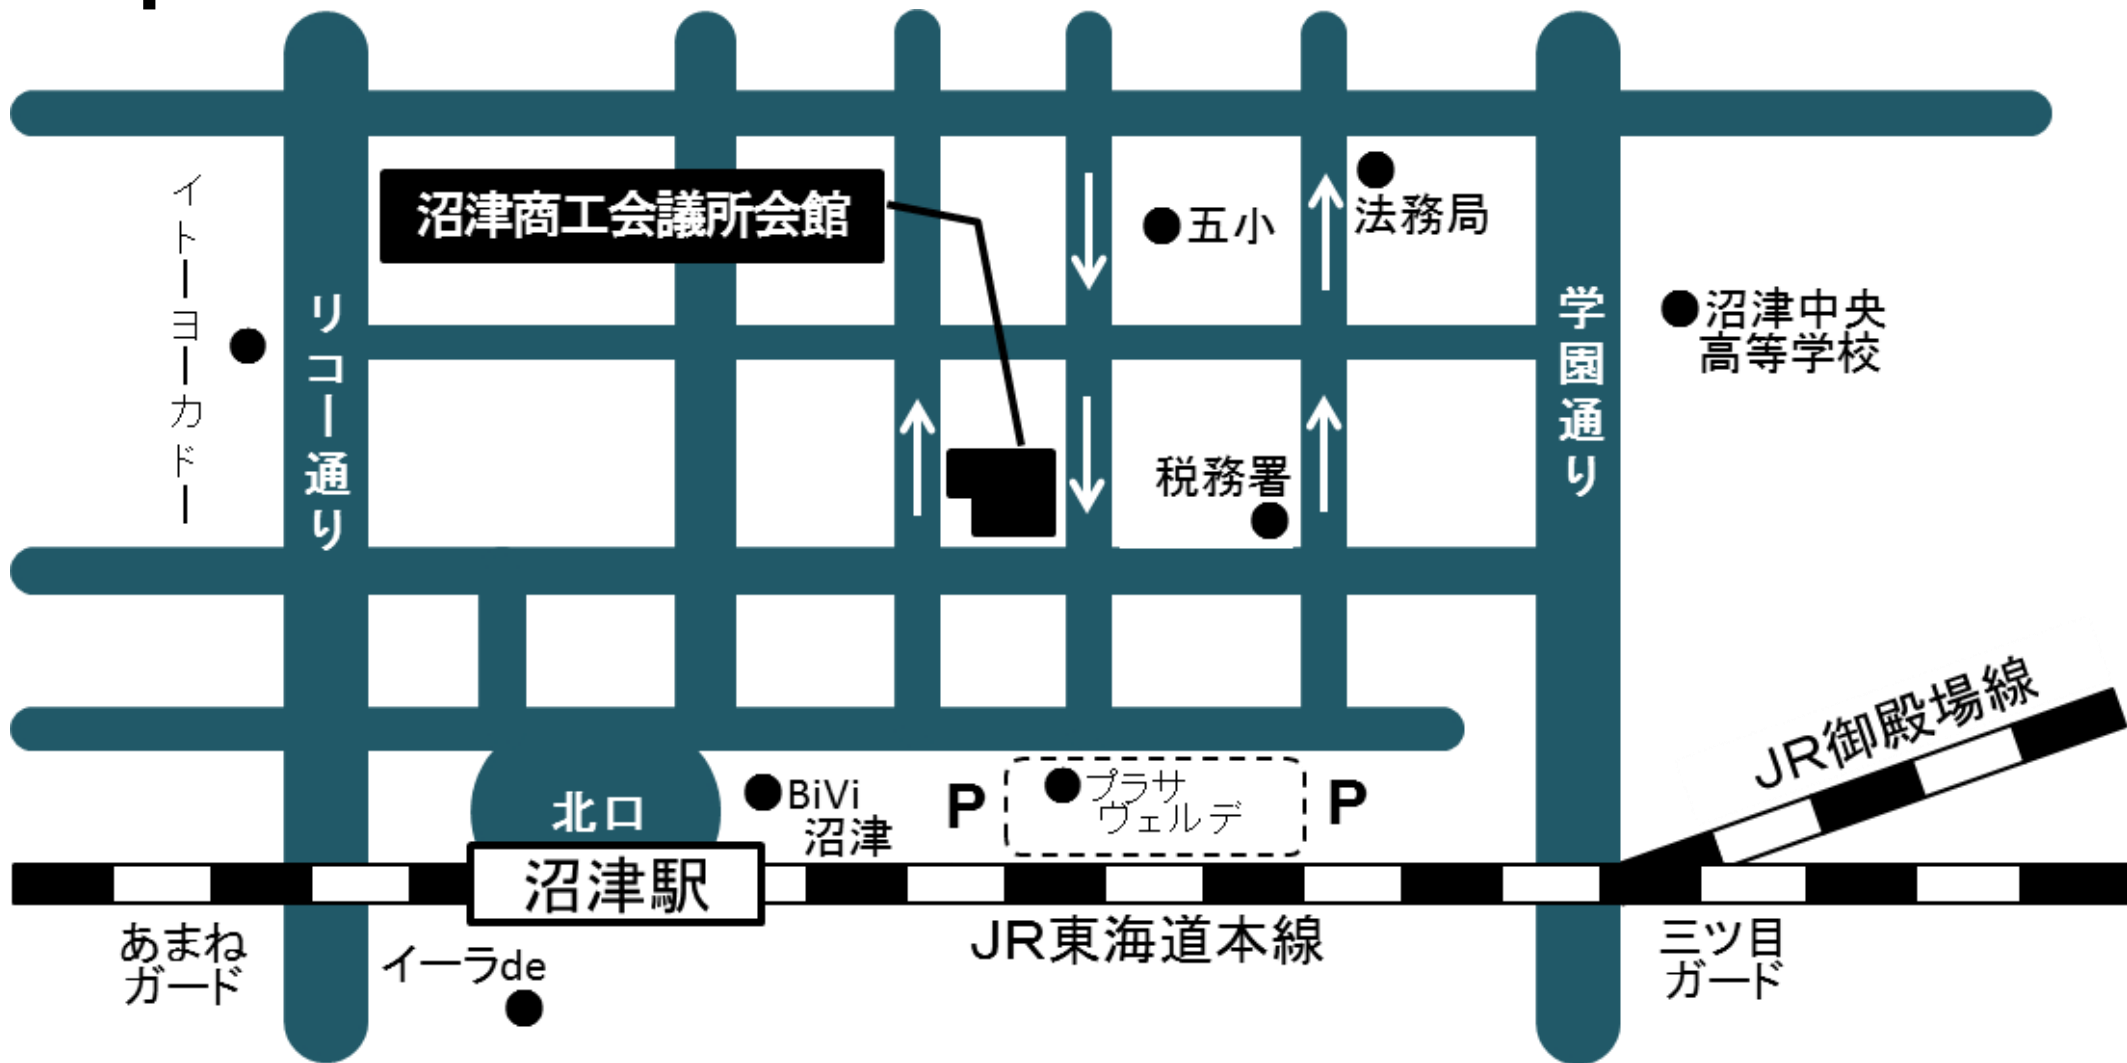 沼津商工会議所会館
イトーヨーカドー
リコー通り
五小
法務局
学園通り
沼津中央
高等学校
税務署
JR御殿場線
北口
BiVi
沼津
P
プラサ
ヴェルデ
P
沼津駅
あまね
ガード
イーラde
JR東海道本線
三ツ目
ガード